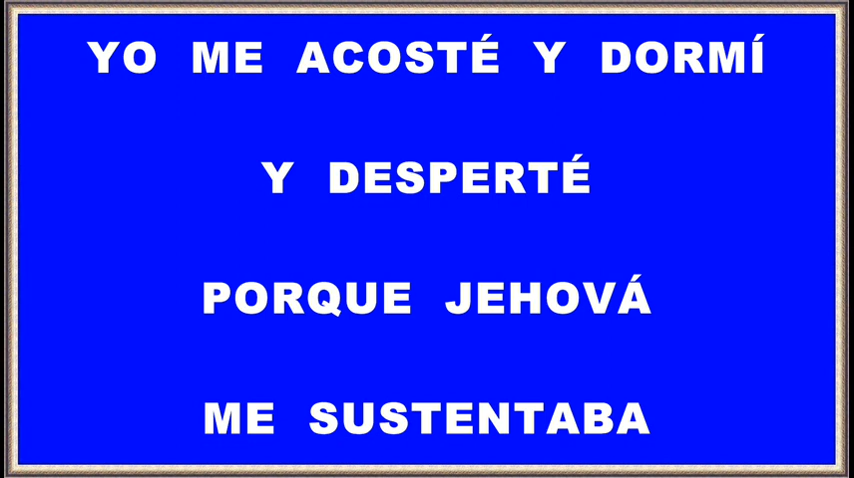 YO ME ACOSTÉ Y DORMÍ
Y DESPERTÉ
PORQUE JEHOVÁ
ME SUSTENTABA